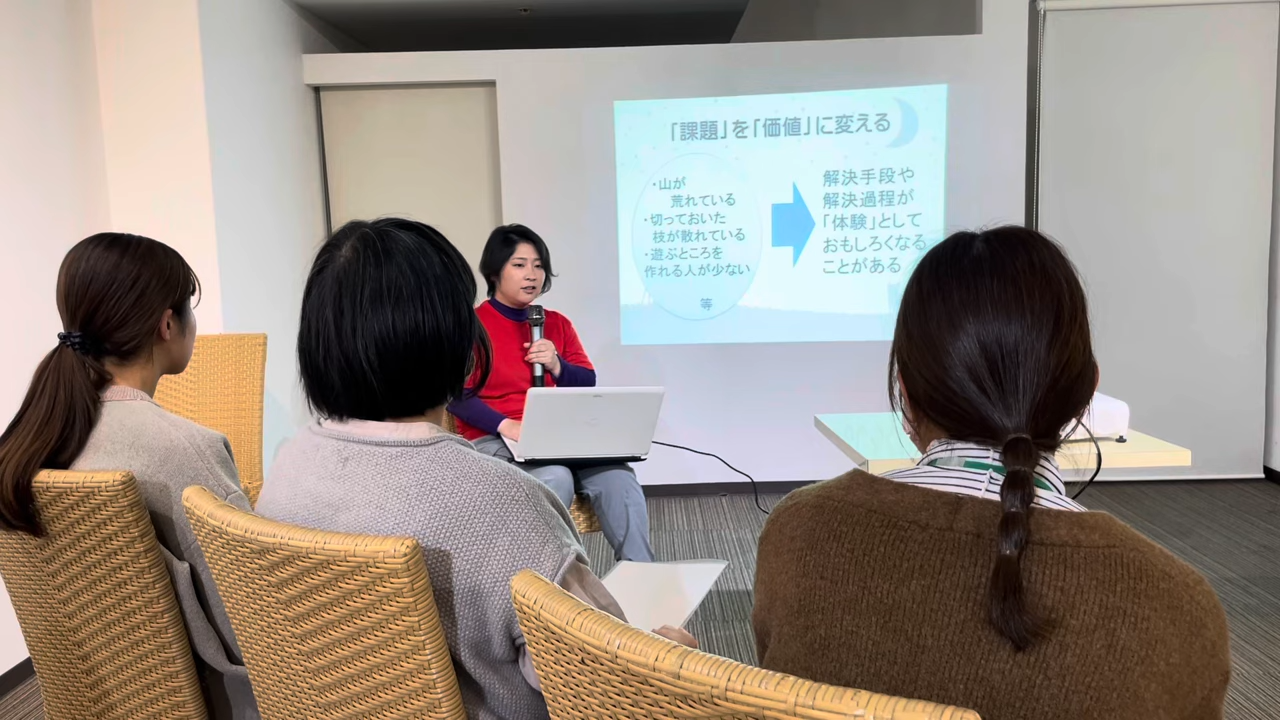 「課題」を「価値」に変える
・山が
荒れている
・切っておいた
枝が散れている
・遊ぶところを
作れる人が少ない
等
解決手段や
解決過程が
「体験」として
おもしろくなる
ことがある